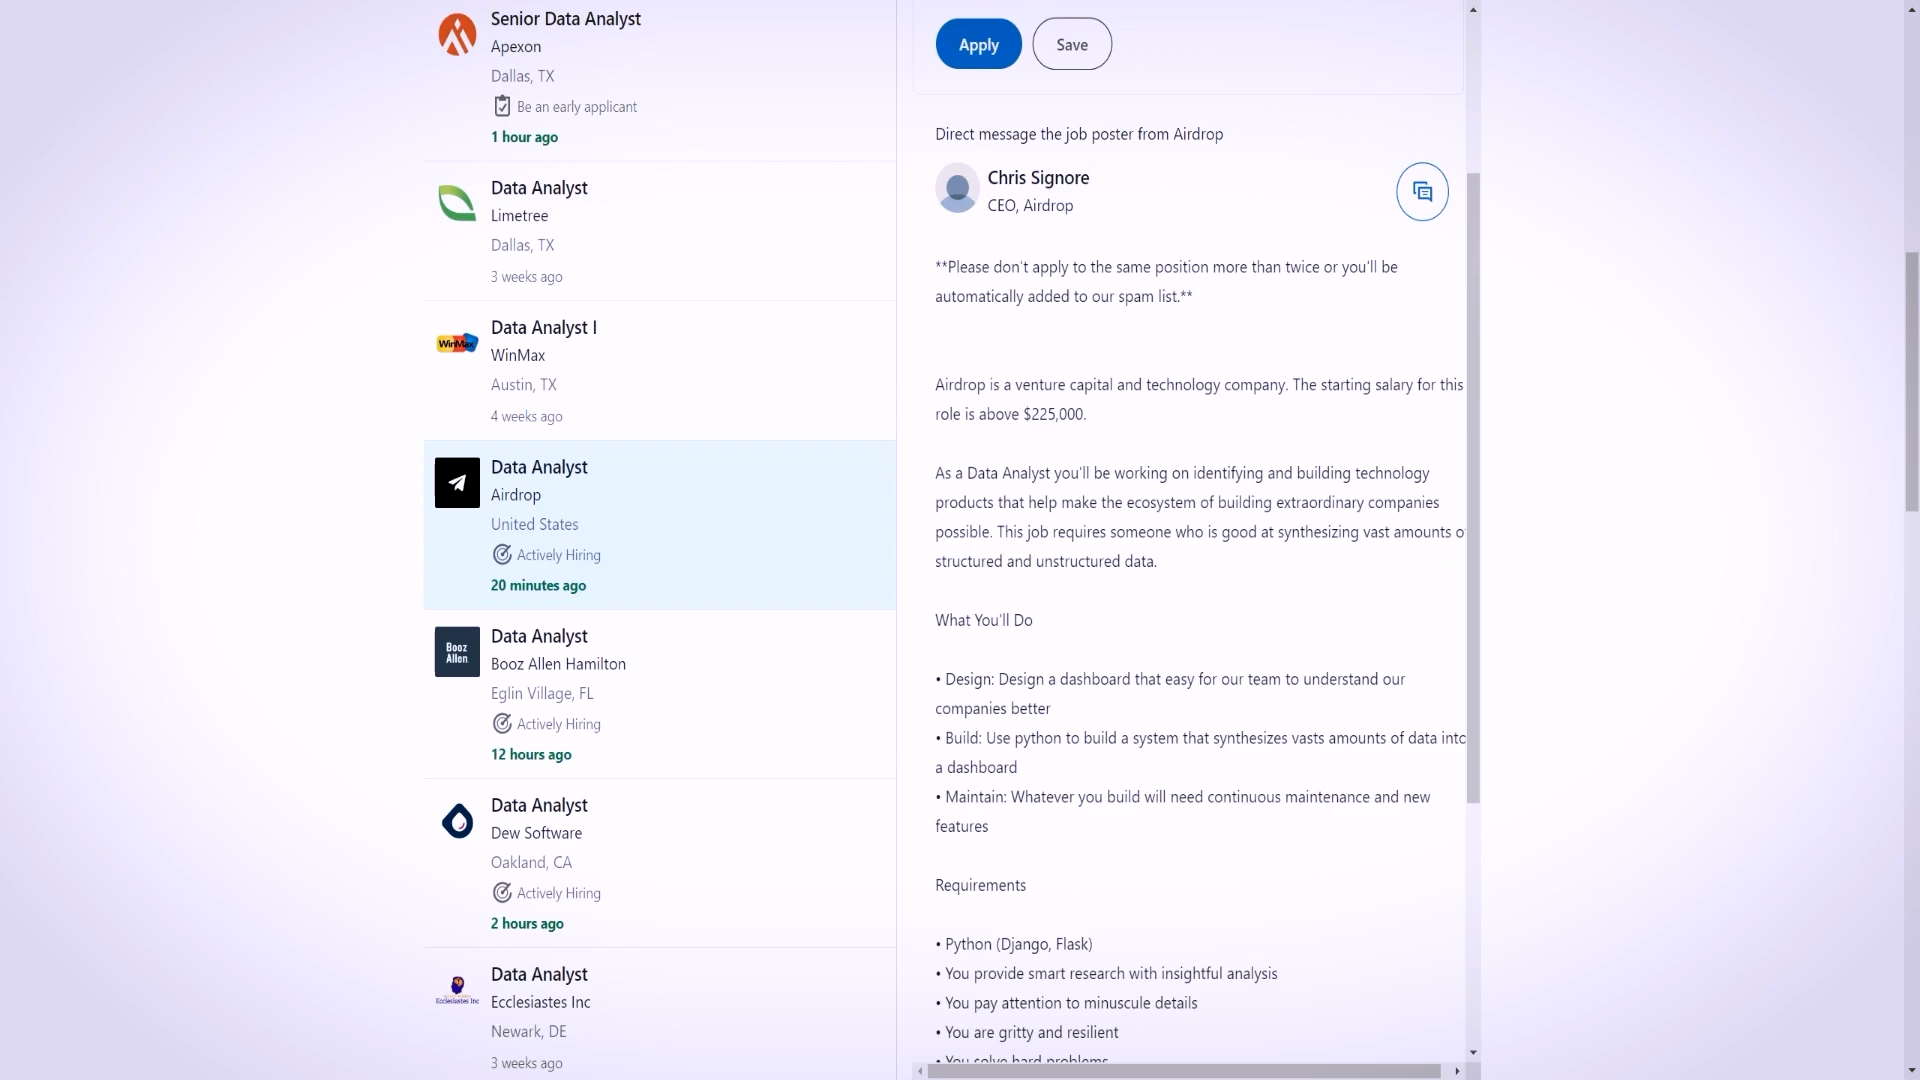 Senior Data Analyst
Apexon
Dallas, TX
Be an early applicant
1 hour ago
Data Analyst
Limetree
Dallas, TX
3 weeks ago
WinMax
Data Analyst I
WinMax
Austin, TX
4 weeks ago
Data Analyst
Airdrop
United States
Actively Hiring
20 minutes ago
Booz
Allen
Data Analyst
Booz Allen Hamilton
Eglin Village, FL
Actively Hiring
12 hours ago
Data Analyst
Dew Software
Oakland, CA
Actively Hiring
2 hours ago
Ecclesiastes Inc
Data Analyst
Ecclesiastes Inc
Newark, DE
3 weeks ago
Apply
Save
Direct message the job poster from Airdrop
Chris Signore
CEO, Airdrop
**Please don't apply to the same position more than twice or you'll be
automatically added to our spam list.**
Airdrop is a venture capital and technology company. The starting salary for this
role is above $225,000.
As a Data Analyst you'll be working on identifying and building technology
products that help make the ecosystem of building extraordinary companies
possible. This job requires someone who is good at synthesizing vast amounts of
structured and unstructured data.
What You'll Do
• Design: Design a dashboard that easy for our team to understand our
companies better
• Build: Use python to build a system that synthesizes vasts amounts of data into
a dashboard
• Maintain: Whatever you build will need continuous maintenance and new
features
Requirements
• Python (Django, Flask)
• You provide smart research with insightful analysis
• You pay attention to minuscule details
• You are gritty and resilient
• You solve hard problems